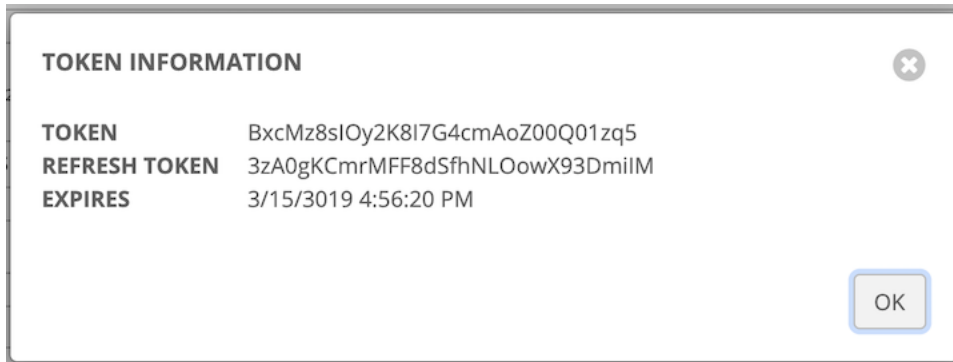 TOKEN INFORMATION
TOKEN BxcMz8sIOy2K8I7G4cmAoZ00Q01zq5
REFRESH TOKEN 3zA0gKCmrMFF8dSfhNLOowX93DmiIM
EXPIRES 3/15/3019 4:56:20 PM
OK